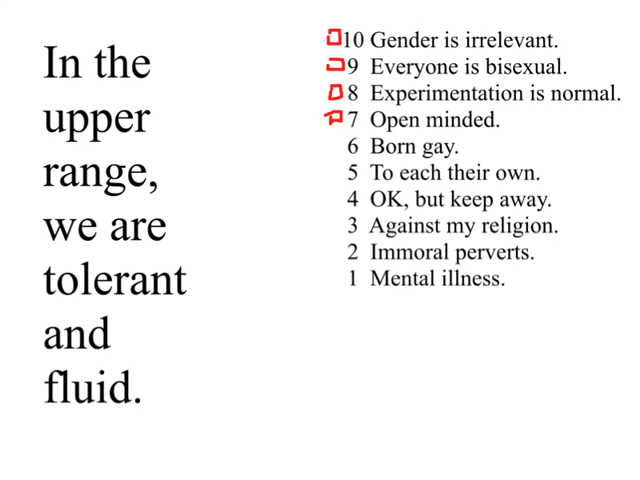 In the
upper
range,
we are
tolerant
and
fluid.
10 Gender is irrelevant.
9 Everyone is bisexual.
8 Experimentation is normal.
7 Open minded.
6 Born gay.
5 To each their own.
4 OK, but keep away.
3 Against my religion.
2 Immoral perverts.
1 Mental illness.